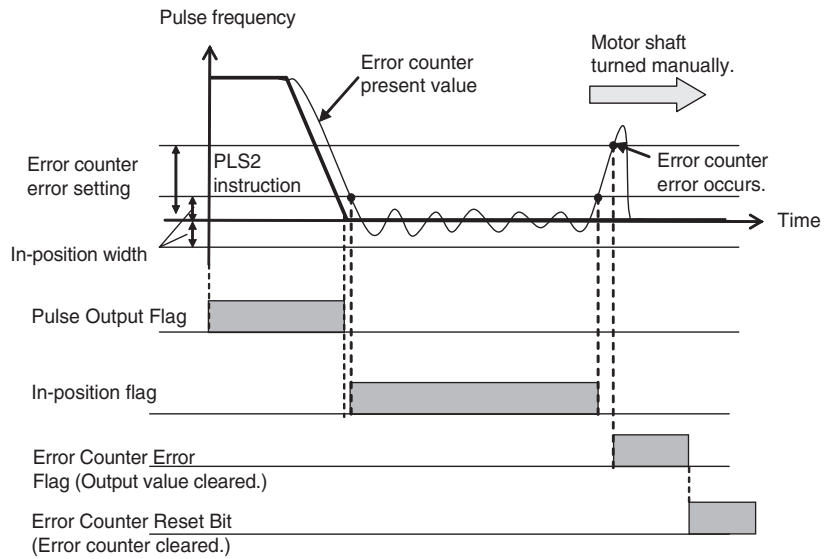 Pulse frequency
Error counter
present value
Motor shaft
turned manually.
Error counter
error setting
PLS2
instruction
Error counter
error occurs.
Time
In-position width
Pulse Output Flag
In-position flag
Error Counter Error
Flag (Output value cleared.)
Error Counter Reset Bit
(Error counter cleared.)